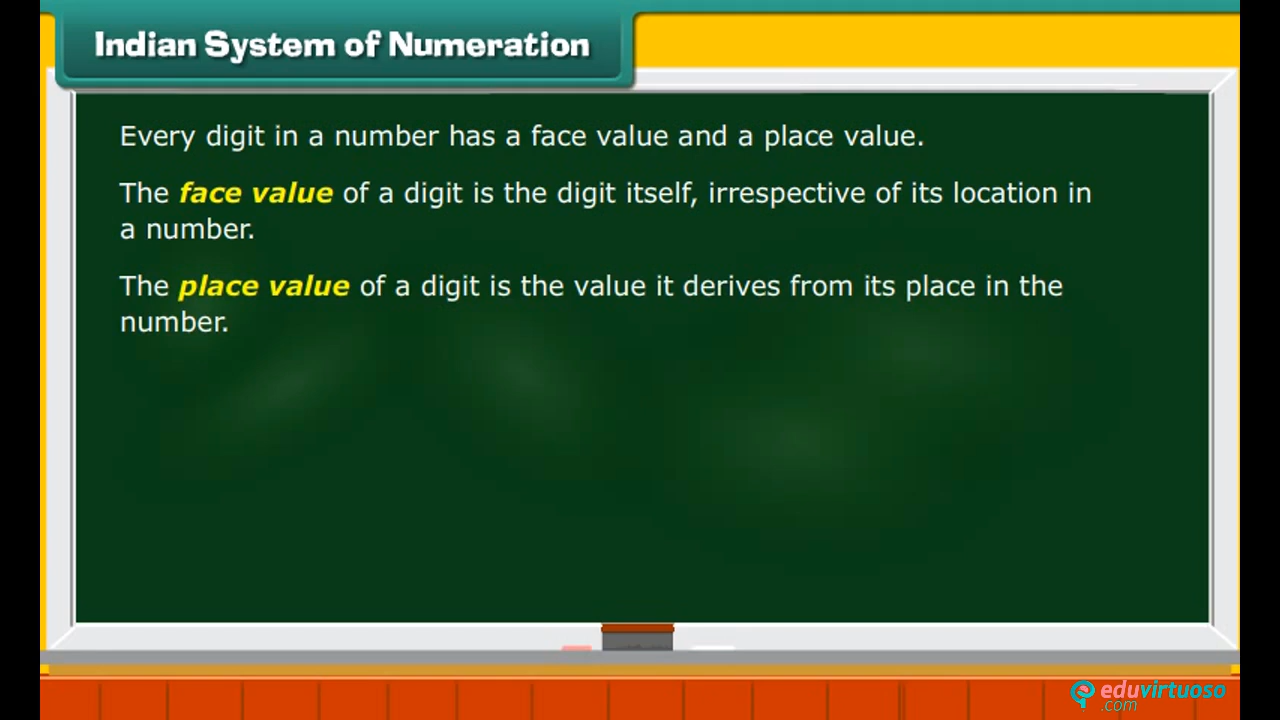 Indian System of Numeration
Every digit in a number has a face value and a place value.
The face value of a digit is the digit itself, irrespective of its location in
a number.
The place value of a digit is the value it derives from its place in the
number.
eduvirtuoso
.com